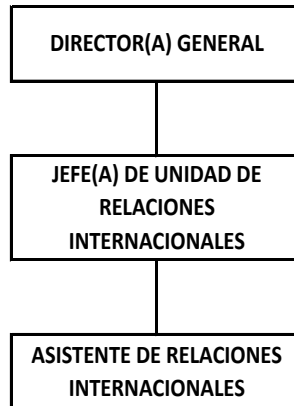 DIRECTOR(A) GENERAL
JEFE(A) DE UNIDAD DE
RELACIONES
INTERNACIONALES
ASISTENTE DE RELACIONES
INTERNACIONALES